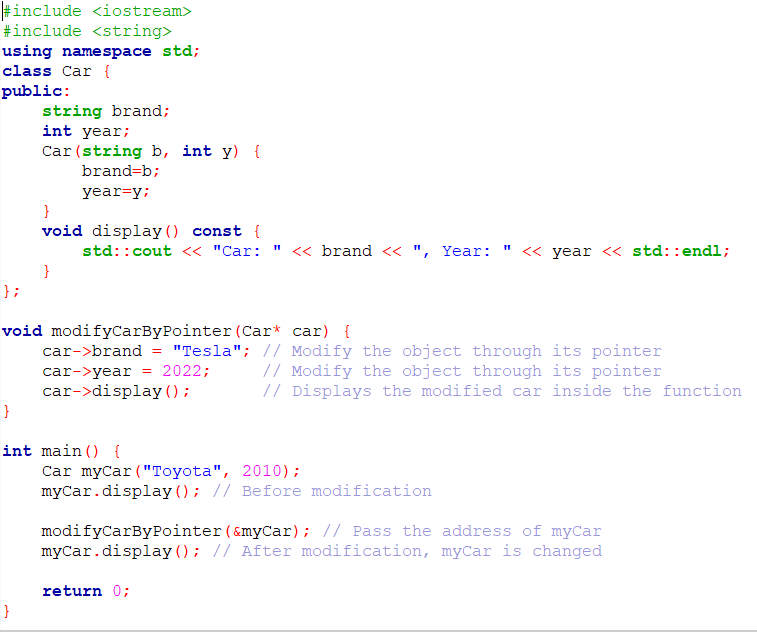 #include <iostream>
#include <string>
using namespace std;
class Car {
public:
    string brand;
    int year;
    Car(string b, int y) {
        brand=b;
        year=y;
    }
    void display() const {
        std::cout << "Car: " << brand << ", Year: " << year << std::endl;
    }
};

void modifyCarByPointer(Car* car) {
    car->brand = "Tesla"; // Modify the object through its pointer
    car->year = 2022;     // Modify the object through its pointer
    car->display();       // Displays the modified car inside the function
}

int main() {
    Car myCar("Toyota", 2010);
    myCar.display(); // Before modification

    modifyCarByPointer(&myCar); // Pass the address of myCar
    myCar.display(); // After modification, myCar is changed

    return 0;
}